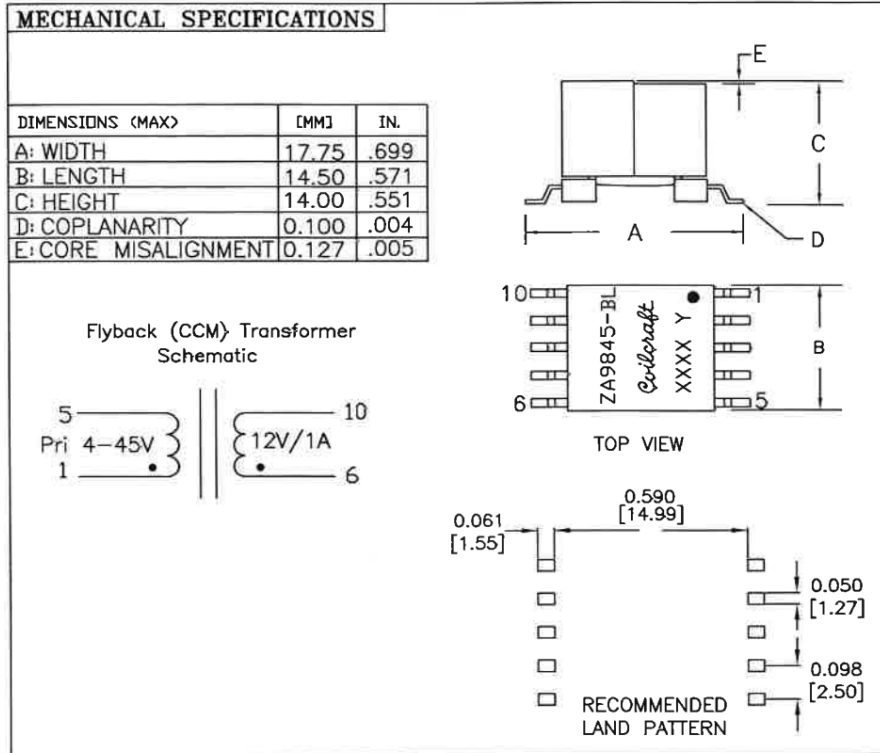 MECHANICAL SPECIFICATIONS
DIMENSIONS (MAX) [MM] IN.
A: WIDTH 17.75 .699
B: LENGTH 14.50 .571
C: HEIGHT 14.00 .551
D: COPLANARITY 0.100 .004
E: CORE MISALIGNMENT 0.127 .005
E
C
A
D
Flyback (CCM) Transformer
Schematic
5
Pri 4-45V
1
10
12V/1A
6
10
1
6
5
ZA9845-BL
Coilcraft
XXXX Y
B
TOP VIEW
0.061
[1.55]
0.590
[14.99]
0.050
[1.27]
0.098
[2.50]
RECOMMENDED
LAND PATTERN